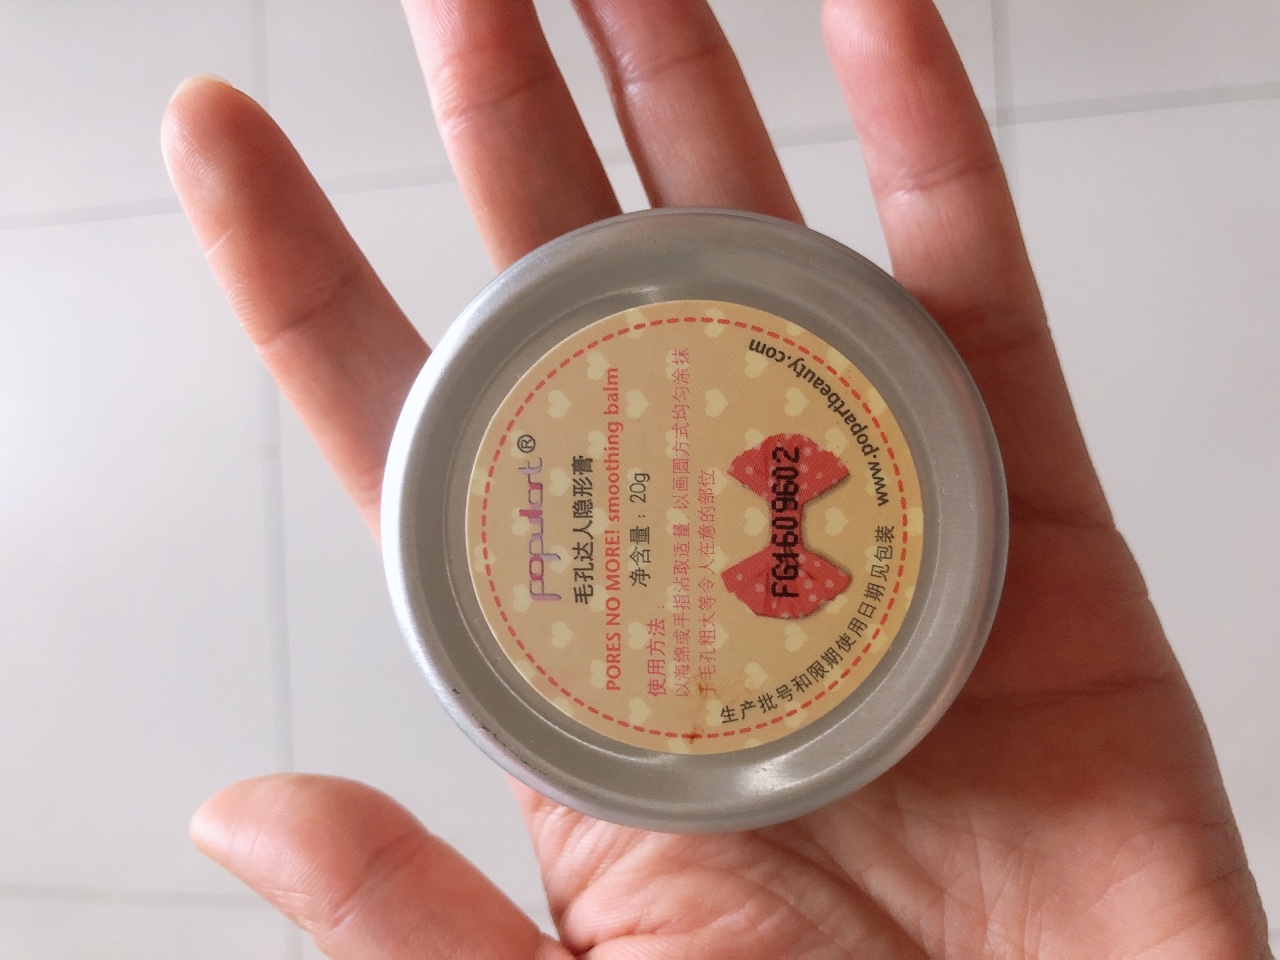 popul art®
毛孔达人隐形膏
PORES NO MORE! smoothing balm
净含量：20g
使用方法：
以海绵或手指沾取适量，以画圆方式均匀涂抹
于毛孔粗大等令人在意的部位
FG1609602
生产批号和限期使用日期见包装
www.popartbeauty.com